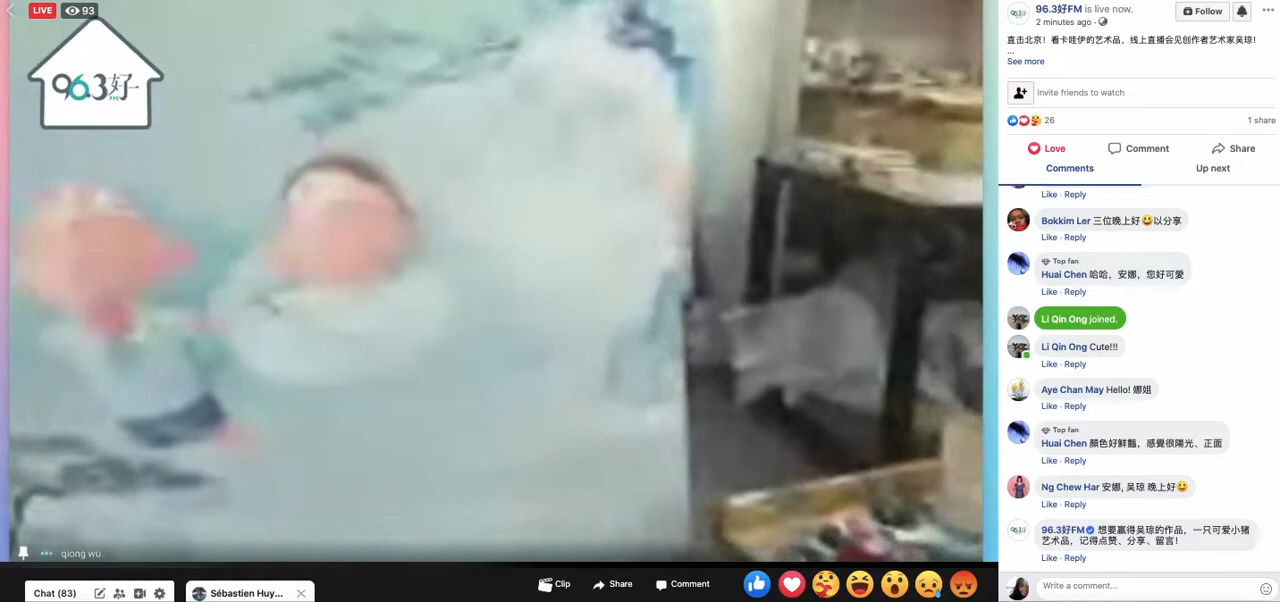 LIVE 93
96.3好
FM
qiong wu
96.3好FM is live now.
2 minutes ago ·
Follow
直击北京！看卡哇伊的艺术品，线上直播会见创作者艺术家吴琼！
...
See more
Invite friends to watch
26
1 share
Love Comment Share
Comments Up next
Like · Reply
Bokkim Ler 三位晚上好😃以分享
Like · Reply
Top fan
Huai Chen 哈哈，安娜，您好可愛
Like · Reply
Li Qin Ong joined.
Li Qin Ong Cute!!!
Like · Reply
Aye Chan May Hello! 娜姐
Like · Reply
Top fan
Huai Chen 顏色好鮮豔，感覺很陽光、正面
Like · Reply
Ng Chew Har 安娜, 吴琼 晚上好😃
Like · Reply
96.3好FM 想要赢得吴琼的作品，一只可爱小猪
艺术品，记得点赞、分享、留言！
Like · Reply
Write a comment...
Clip Share Comment
Chat (83)
Sébastien Huy...